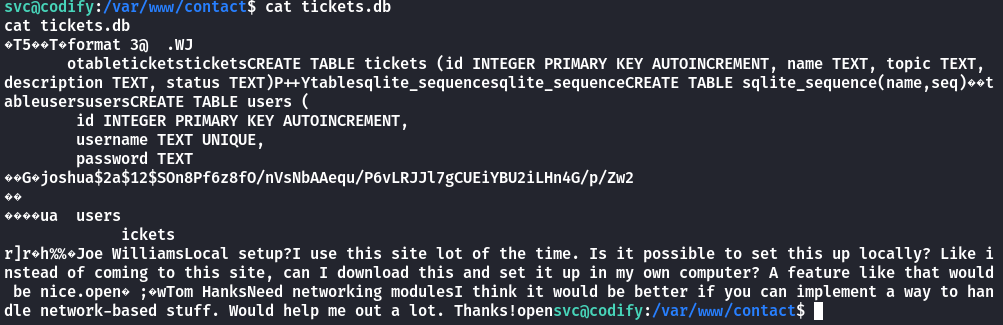 svc@codify:/var/www/contact$ cat tickets.db
cat tickets.db
�T5��T�format 3@  .WJ
otableticketsticketsCREATE TABLE tickets (id INTEGER PRIMARY KEY AUTOINCREMENT, name TEXT, topic TEXT,
description TEXT, status TEXT)P++Ytablesqlite_sequencesqlite_sequenceCREATE TABLE sqlite_sequence(name,seq)��t
ableusersusersCREATE TABLE users (
id INTEGER PRIMARY KEY AUTOINCREMENT,
username TEXT UNIQUE,
password TEXT
��G�joshua$2a$12$SOn8Pf6z8fO/nVsNbAAequ/P6vLRJJl7gCUEiYBU2iLHn4G/p/Zw2
��
����ua  users
ickets
r]r�h%%�Joe WilliamsLocal setup?I use this site lot of the time. Is it possible to set this up locally? Like i
nstead of coming to this site, can I download this and set it up in my own computer? A feature like that would
be nice.open� ;�wTom HanksNeed networking modulesI think it would be better if you can implement a way to han
dle network-based stuff. Would help me out a lot. Thanks!opensvc@codify:/var/www/contact$